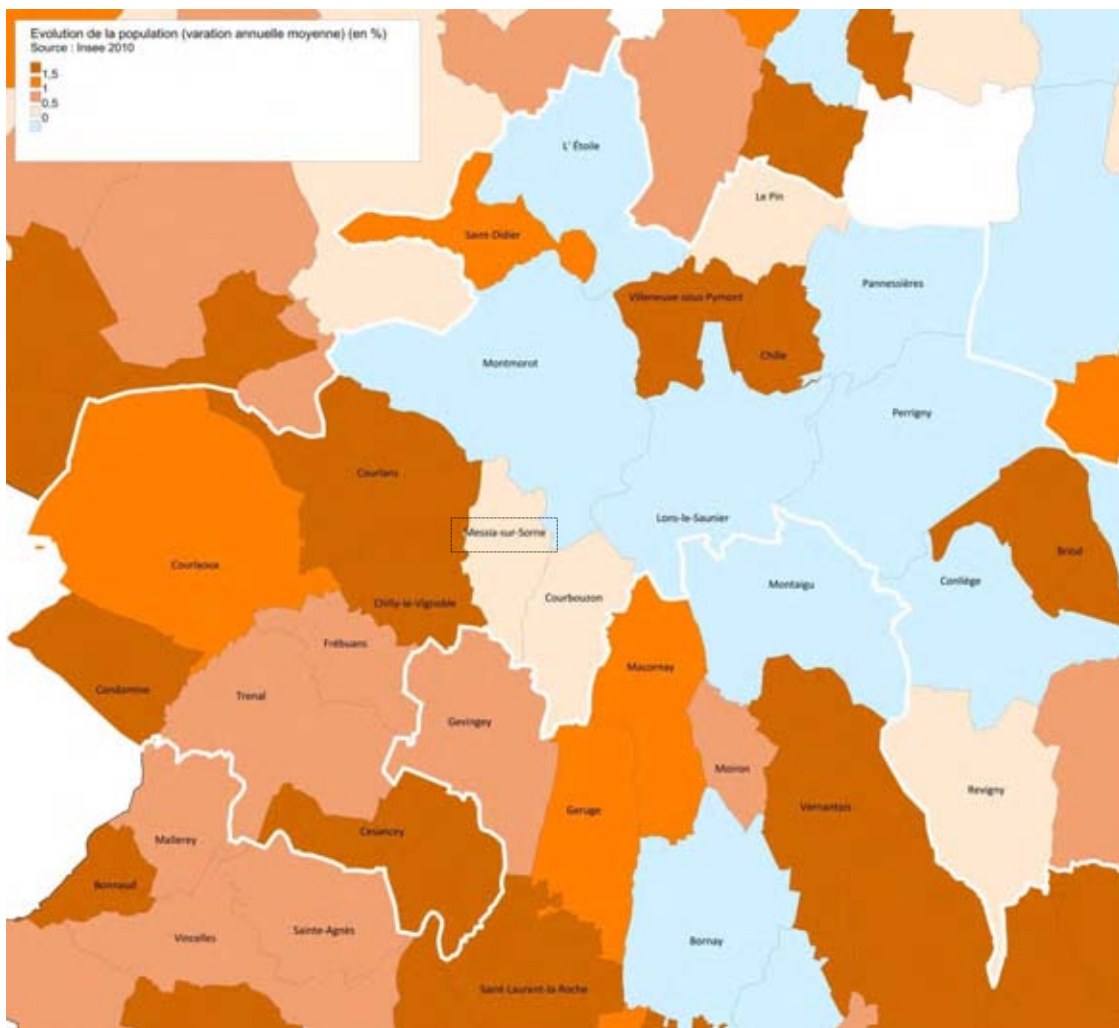 Evolution de la population (varation annuelle moyenne) (en %)
Source : Insee 2010
1,5
1
0,5
0
L' Étoile
Le Pin
Saint-Didier
Pannessières
Villeneuve-sous-Pymont
Chille
Montmorot
Perrigny
Courlans
Messia-sur-Sorne
Lons-le-Saunier
Briod
Courlaoux
Montaigu
Conliège
Chilly-le-Vignoble
Courbouzon
Frébuans
Macornay
Condamine
Trenal
Gevingey
Moiron
Revigny
Vernantois
Geruge
Cesancey
Mallerey
Bonnaud
Sainte-Agnès
Vincelles
Bornay
Saint-Laurent-la-Roche